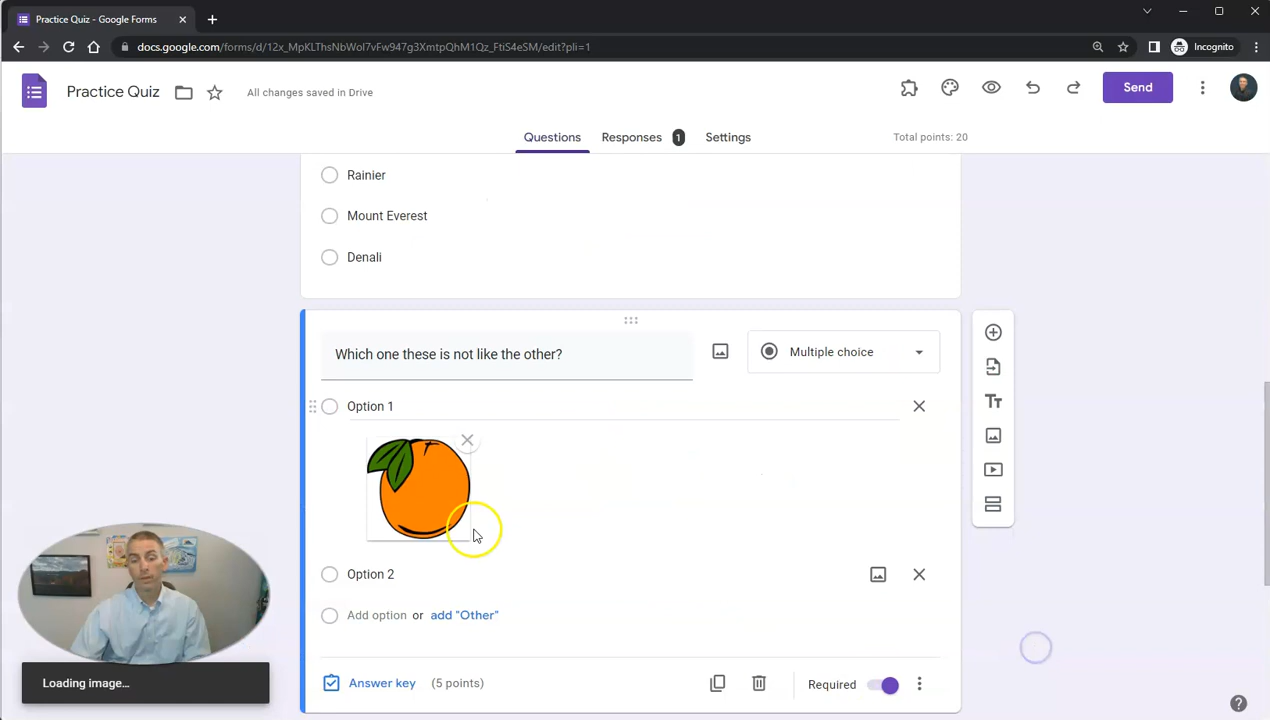 Practice Quiz - Google Forms
docs.google.com/forms/d/12x_MpKLThsNbWol7vFw947g3XmtpQhM1Qz_FtiS4eSM/edit?pli=1
Incognito
Practice Quiz
All changes saved in Drive
Send
Questions
Responses 1
Settings
Total points: 20
Rainier
Mount Everest
Denali
Which one these is not like the other?
Multiple choice
Option 1
Option 2
Add option or add "Other"
Answer key (5 points)
Required
Loading image...
Tt